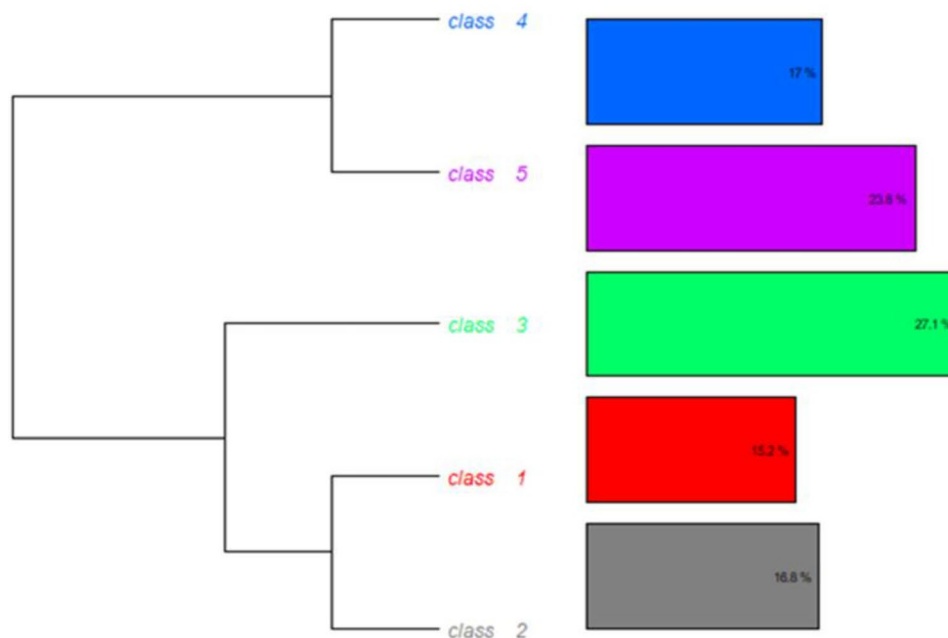 class 4
17 %
class 5
23.8 %
class 3
27.1 %
class 1
15.2 %
16.8 %
class 2